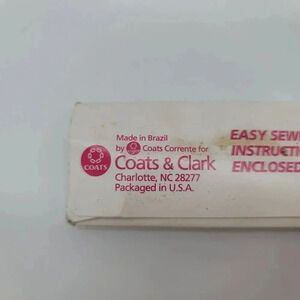 Made in Brazil
by Coats Corrente for
Coats & Clark
Charlotte, NC 28277
Packaged in U.S.A.
COATS
EASY SEW
INSTRUCTI
ENCLOSED